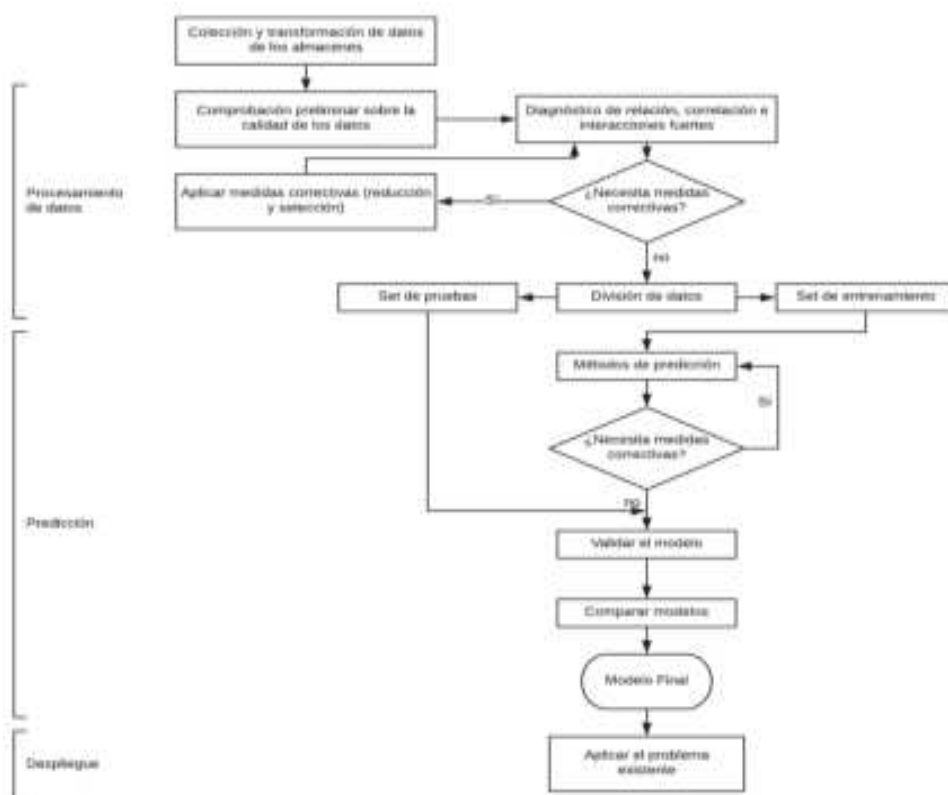 Colección y transformación de datos
de los almacenes
Comprobación preliminar sobre la
calidad de los datos
Diagnóstico de relación, correlación e
interacciones fuertes
Procesamiento
de datos
Aplicar medidas correctivas (reducción
y selección)
Si
¿Necesita medidas
correctivas?
no
Set de pruebas
División de datos
Set de entrenamiento
Métodos de predicción
Si
¿Necesita medidas
correctivas?
no
Predicción
Validar el modelo
Comparar modelos
Modelo Final
Despliegue
Aplicar el problema
existente